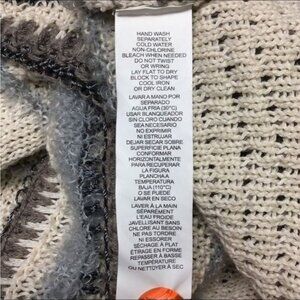 HAND WASH
SEPARATELY
COLD WATER
NON-CHLORINE
BLEACH WHEN NEEDED
DO NOT TWIST
OR WRING
LAY FLAT TO DRY
BLOCK TO SHAPE
COOL IRON
OR DRY CLEAN
LAVAR A MANO POR
SEPARADO
AGUA FRIA (30°C)
USAR BLANQUEADOR
SIN CLORO CUANDO
SEA NECESARIO
NO EXPRIMIR
NI ESTRUJAR
DEJAR SECAR SOBRE
SUPERFICIE PLANA
CONFORMAR
HORIZONTALMENTE
PARA RECUPERAR
LA FIGURA
PLANCHA A
TEMPERATURA
BAJA (110°C)
O SE PUEDE
LAVAR EN SECO
LAVER À LA MAIN
SÉPARÉMENT
L'EAU FROIDE
JAVELLISANT SANS
CHLORE AU BESOIN
NE PAS TORDRE
NI ESSORER
SÉCHAGE À PLAT
ÉTIRAGE EN FORME
REPASSER À BASSE
TEMPÉRATURE
OU NETTOYER À SEC